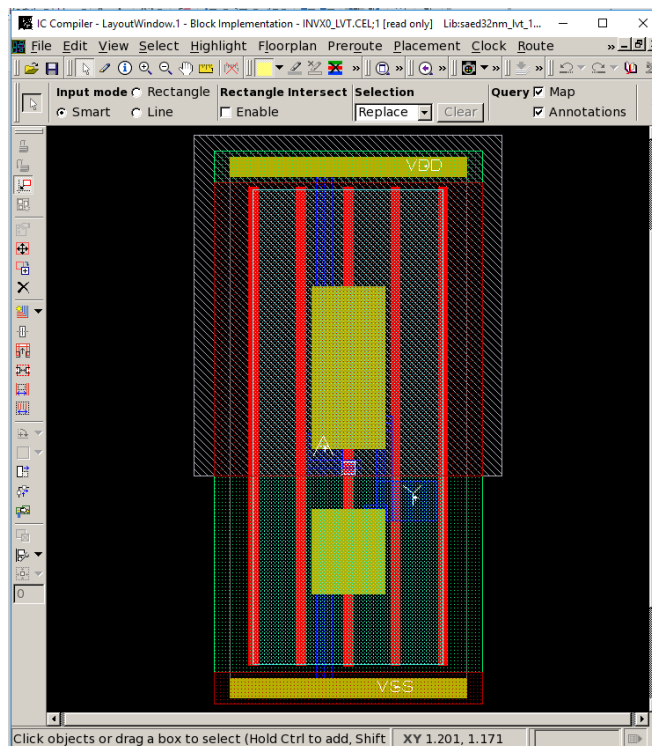 IC Compiler - LayoutWindow.1 - Block Implementation - INVX0_LVT.CEL;1 [read only]   Lib:saed32nm_lvt_1...
File Edit View Select Highlight Floorplan Preroute Placement Clock Route »
Input mode Rectangle Rectangle Intersect Selection Query Map
Smart Line Enable Replace Clear Annotations
VDD
A
Y
VSS
0
Click objects or drag a box to select (Hold Ctrl to add, Shift XY 1.201, 1.171